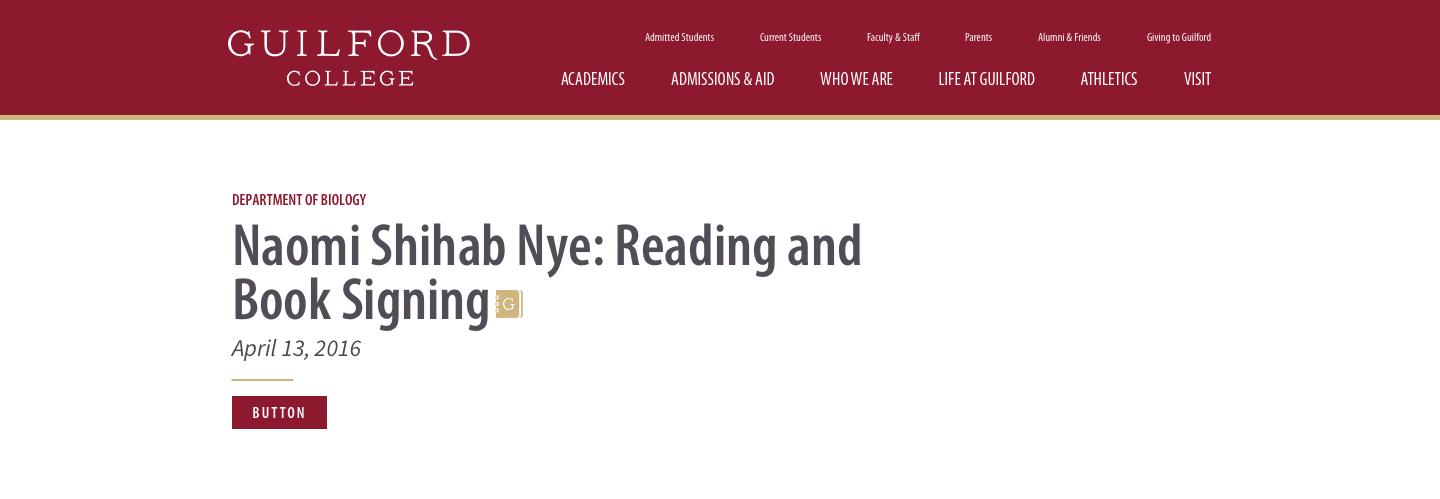 GUILFORD
COLLEGE
Admitted Students Current Students Faculty & Staff Parents Alumni & Friends Giving to Guilford
ACADEMICS ADMISSIONS & AID WHO WE ARE LIFE AT GUILFORD ATHLETICS VISIT
DEPARTMENT OF BIOLOGY
Naomi Shihab Nye: Reading and
Book Signing G
April 13, 2016
BUTTON